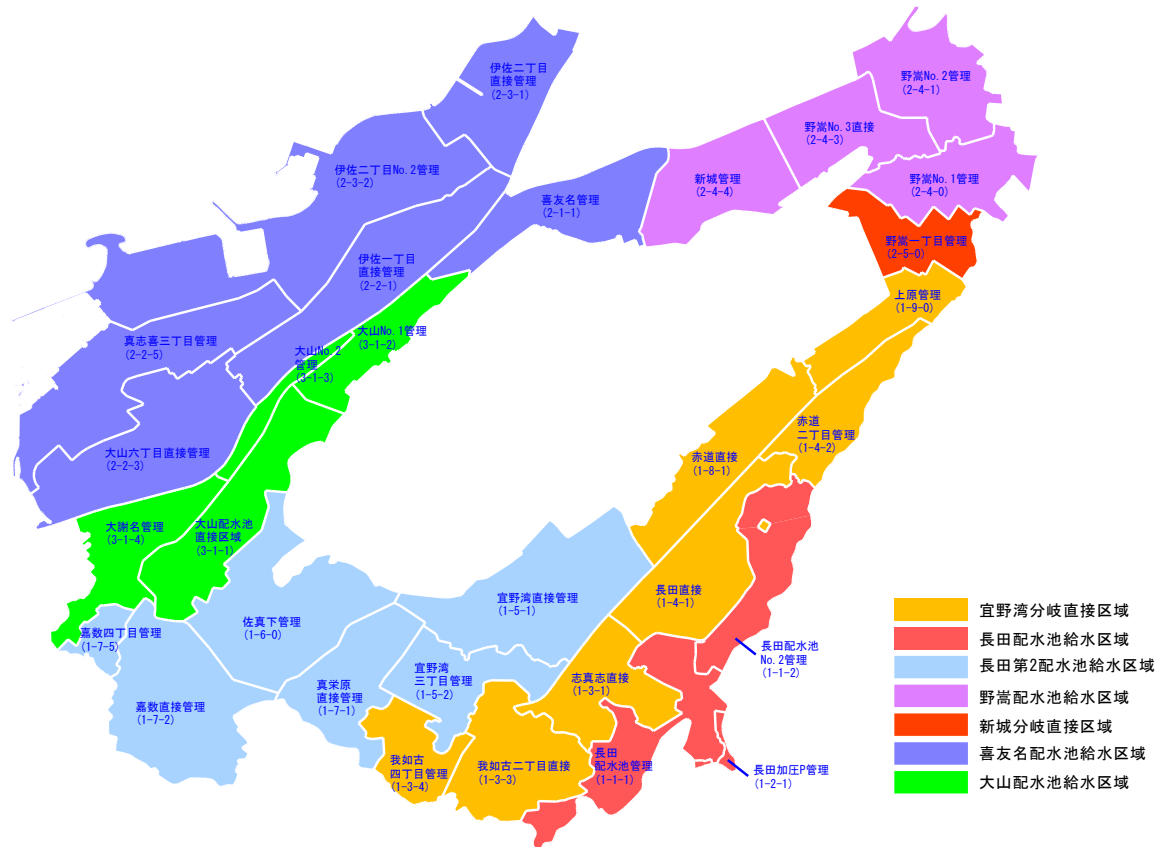 伊佐二丁目
直接管理
(2-3-1)
野嵩No.2管理
(2-4-1)
野嵩No.3直接
(2-4-3)
伊佐二丁目No.2管理
(2-3-2)
新城管理
(2-4-4)
野嵩No.1管理
(2-4-0)
喜友名管理
(2-1-1)
野嵩一丁目管理
(2-5-0)
伊佐一丁目
直接管理
(2-2-1)
上原管理
(1-9-0)
真志喜三丁目管理
(2-2-5)
大山No.1管理
(3-1-2)
大山No.2
管理
(3-1-3)
赤道
二丁目管理
(1-4-2)
大山六丁目直接管理
(2-2-3)
赤道直接
(1-8-1)
大謝名管理
(3-1-4)
大山配水池
直接区域
(3-1-1)
長田直接
(1-4-1)
宜野湾直接管理
(1-5-1)
佐真下管理
(1-6-0)
嘉数四丁目管理
(1-7-5)
長田配水池
No.2管理
(1-1-2)
宜野湾
三丁目管理
(1-5-2)
志真志直接
(1-3-1)
真栄原
直接管理
(1-7-1)
嘉数直接管理
(1-7-2)
我如古
四丁目管理
(1-3-4)
我如古二丁目直接
(1-3-3)
長田
配水池管理
(1-1-1)
長田加圧P管理
(1-2-1)
宜野湾分岐直接区域
長田配水池給水区域
長田第2配水池給水区域
野嵩配水池給水区域
新城分岐直接区域
喜友名配水池給水区域
大山配水池給水区域